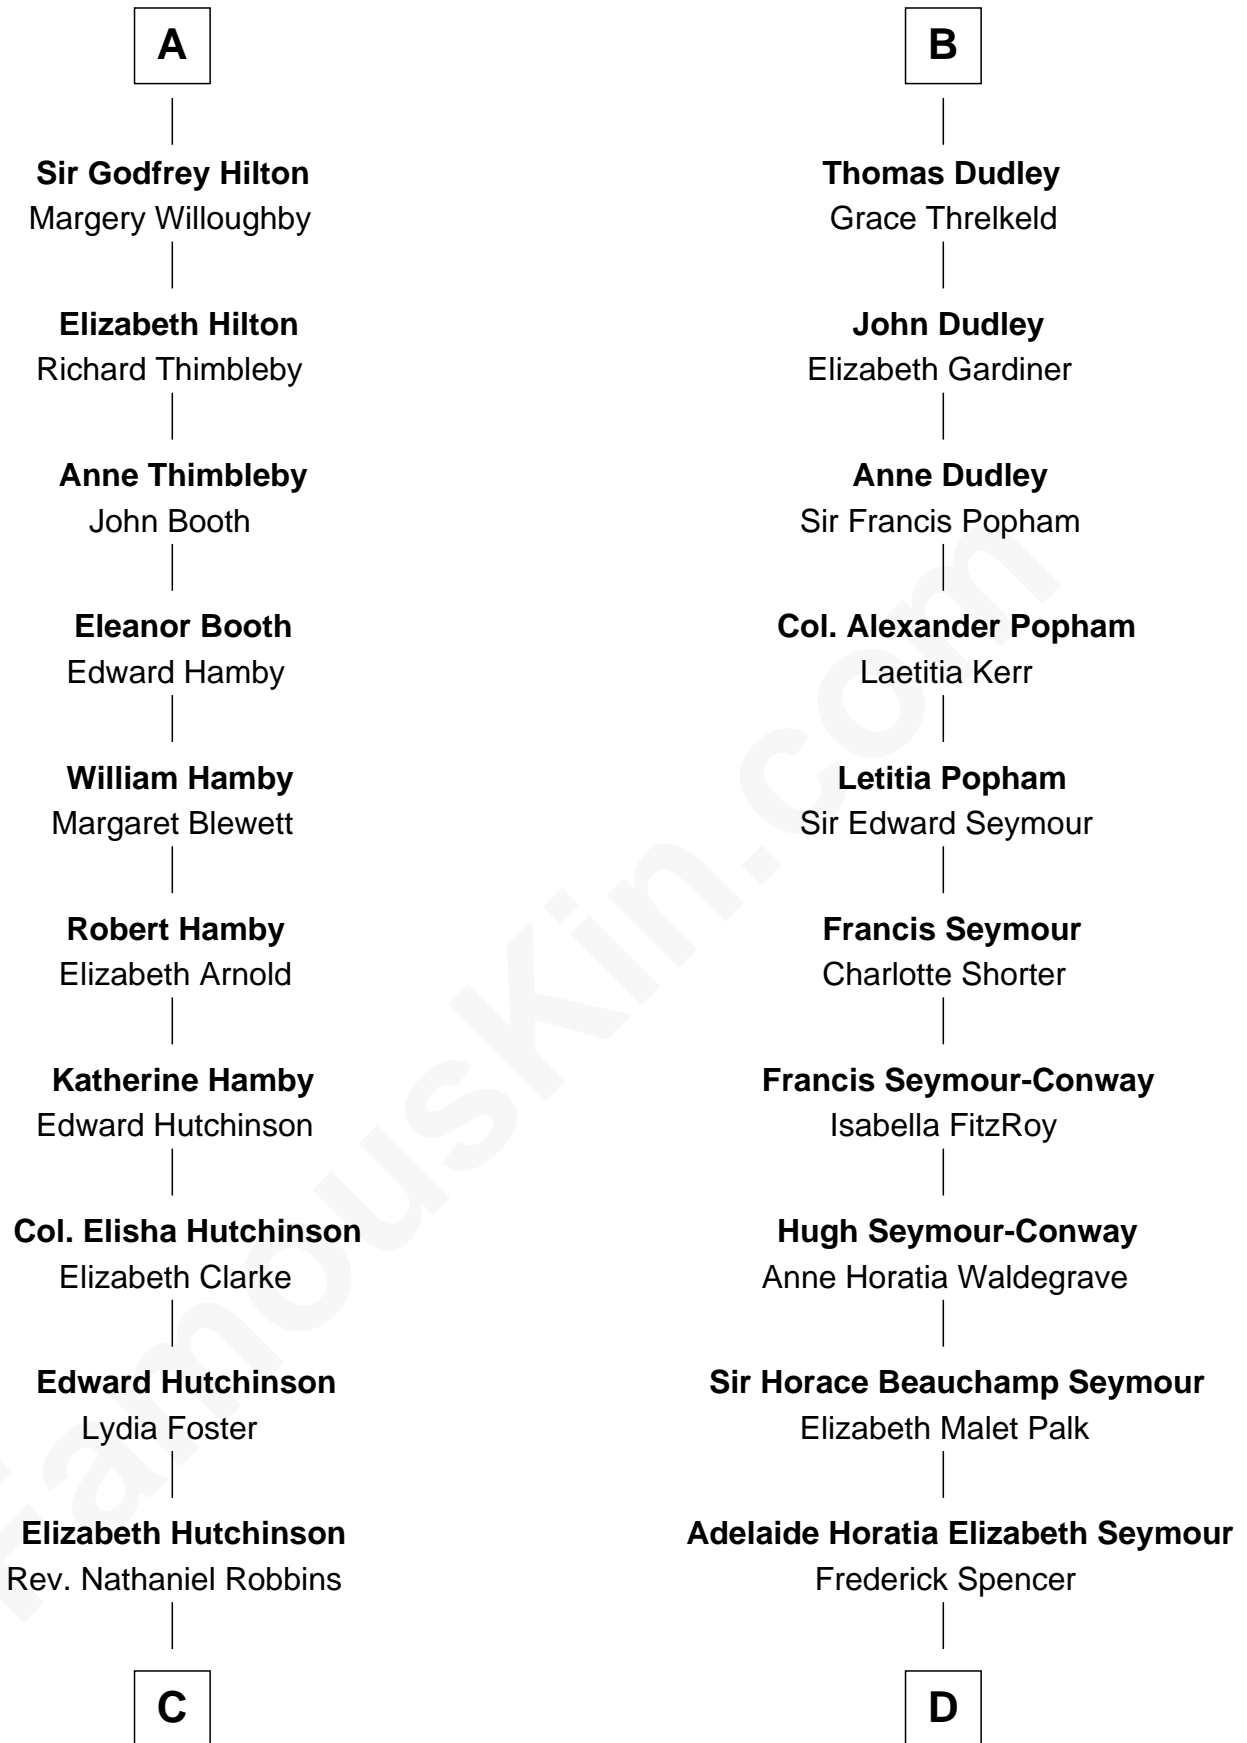 A
Sir Godfrey Hilton
Margery Willoughby
Elizabeth Hilton
Richard Thimbleby
Anne Thimbleby
John Booth
Eleanor Booth
Edward Hamby
William Hamby
Margaret Blewett
Robert Hamby
Elizabeth Arnold
Katherine Hamby
Edward Hutchinson
Col. Elisha Hutchinson
Elizabeth Clarke
Edward Hutchinson
Lydia Foster
Elizabeth Hutchinson
Rev. Nathaniel Robbins
C
B
Thomas Dudley
Grace Threlkeld
John Dudley
Elizabeth Gardiner
Anne Dudley
Sir Francis Popham
Col. Alexander Popham
Laetitia Kerr
Letitia Popham
Sir Edward Seymour
Francis Seymour
Charlotte Shorter
Francis Seymour-Conway
Isabella FitzRoy
Hugh Seymour-Conway
Anne Horatia Waldegrave
Sir Horace Beauchamp Seymour
Elizabeth Malet Palk
Adelaide Horatia Elizabeth Seymour
Frederick Spencer
D
FamousKin.com